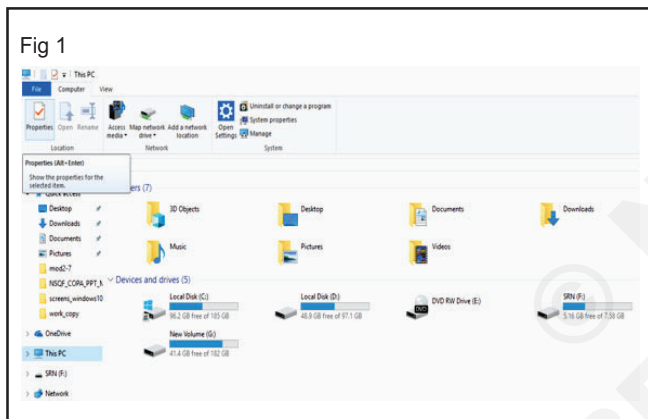 Fig 1
This PC
File Computer View
Properties Open Rename Access media Map network drive Add a network location Open Settings Uninstall or change a program
System properties
Manage
Location Network System
Properties (Alt+Enter)
Show the properties for the selected item.
ers (7)
Quick access
Desktop
Downloads
Documents
Pictures
mod2-7
NSQF_COPA_PPT_
screens_windows10
work_copy
OneDrive
This PC
SRN (F:)
Network
3D Objects Desktop Documents Downloads
Music Pictures Videos
Devices and drives (5)
Local Disk (C:) Local Disk (D:) DVD RW Drive (E:) SRN (F:)
96.2 GB free of 185 GB 48.9 GB free of 97.1 GB 5.16 GB free of 7.58 GB
New Volume (G:)
41.4 GB free of 182 GB